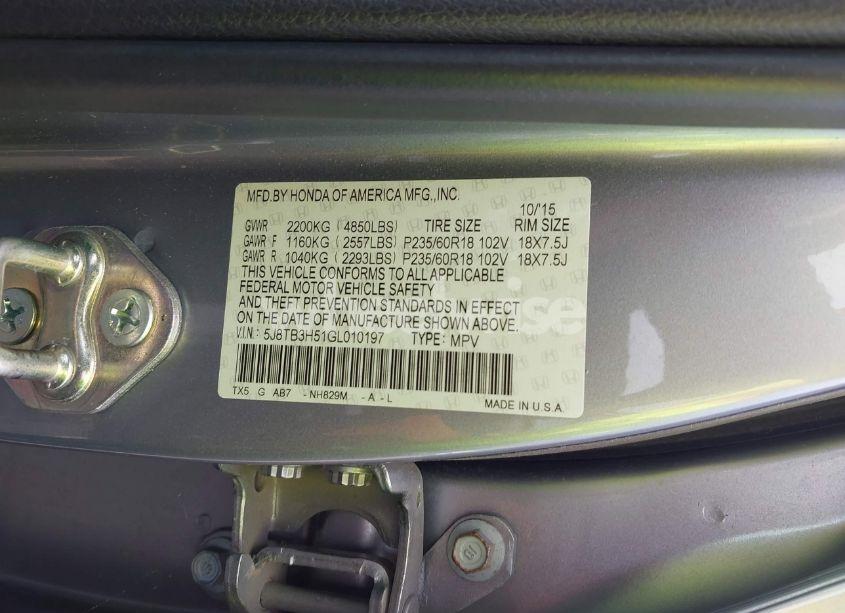 MFD.BY HONDA OF AMERICA MFG.,INC.
10/'15
GVWR 2200KG (4850LBS) TIRE SIZE RIM SIZE
GAWR F 1160KG (2557LBS) P235/60R18 102V 18X7.5J
GAWR R 1040KG (2293LBS) P235/60R18 102V 18X7.5J
THIS VEHICLE CONFORMS TO ALL APPLICABLE
FEDERAL MOTOR VEHICLE SAFETY
AND THEFT PREVENTION STANDARDS IN EFFECT
ON THE DATE OF MANUFACTURE SHOWN ABOVE.
V.I.N.: 5J8TB3H51GL010197 TYPE: MPV
TX5 G AB7 -NH829M -A -L
MADE IN U.S.A.